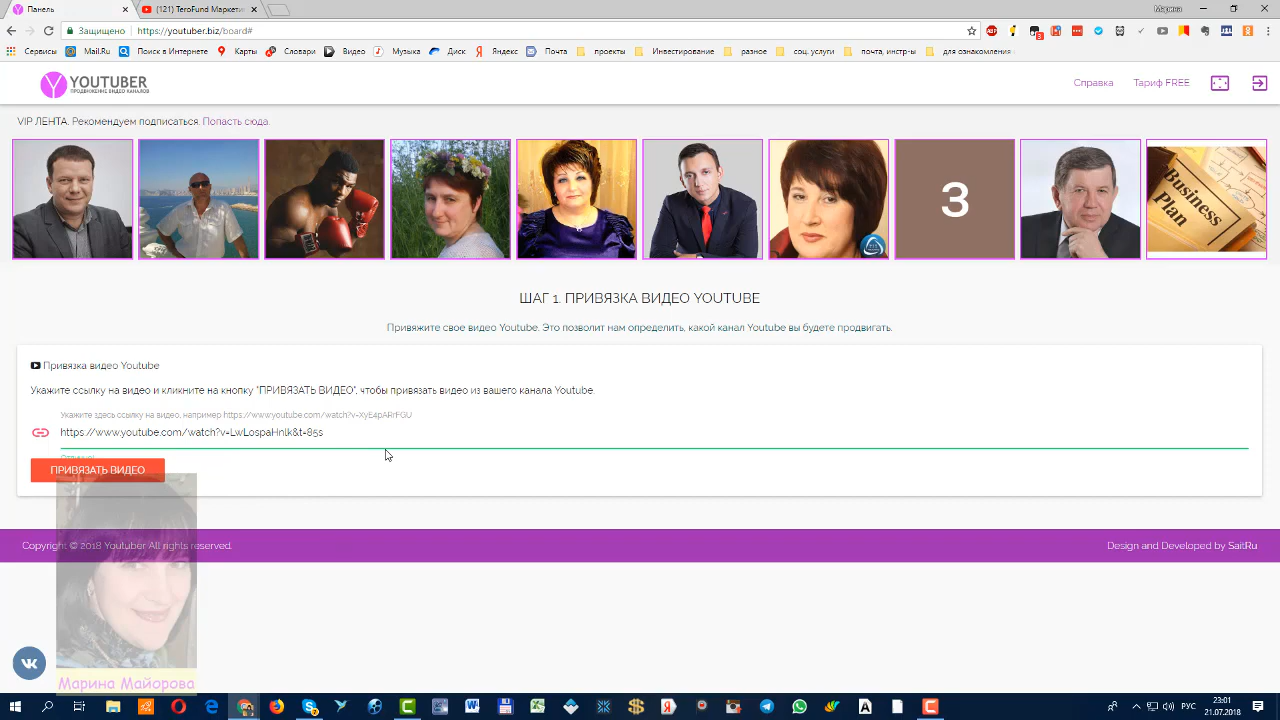 Панель
(121) TeroFund Маркети
Марина
Защищено
https://youtuber.biz/board#
Сервисы
Mail.Ru
Поиск в Интернете
Карты
Словари
Видео
Музыка
Диск
Яндекс
Почта
проекты
Инвестирование
разное
соц.услуги
почта, инстр-ы
для ознакомления
YOUTUBER
ПРОДВИЖЕНИЕ ВИДЕО КАНАЛОВ
Справка
Тариф FREE
VIP ЛЕНТА. Рекомендуем подписаться. Попасть сюда.
3
Business
Plan
ШАГ 1. ПРИВЯЗКА ВИДЕО YOUTUBE
Привяжите свое видео Youtube. Это позволит нам определить, какой канал Youtube вы будете продвигать.
Привязка видео Youtube
Укажите ссылку на видео и кликните на кнопку "ПРИВЯЗАТЬ ВИДЕО", чтобы привязать видео из вашего канала Youtube.
Укажите здесь ссылку на видео, например https://www.youtube.com/watch?v=XyE4pARrFGU
https://www.youtube.com/watch?v=LwLospaHnlk&t=85s
ПРИВЯЗАТЬ ВИДЕО
Copyright © 2018 Youtuber All rights reserved.
Design and Developed by SaitRu
Марина Майорова
РУС
23:01
21.07.2018